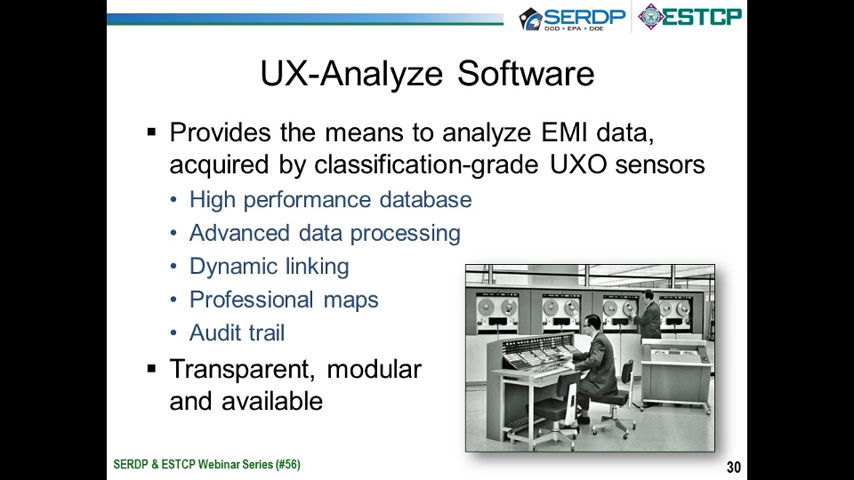 SERDP
DOD • EPA • DOE
ESTCP
UX-Analyze Software
▪ Provides the means to analyze EMI data,
acquired by classification-grade UXO sensors
• High performance database
• Advanced data processing
• Dynamic linking
• Professional maps
• Audit trail
▪ Transparent, modular
and available
SERDP & ESTCP Webinar Series (#56)
30